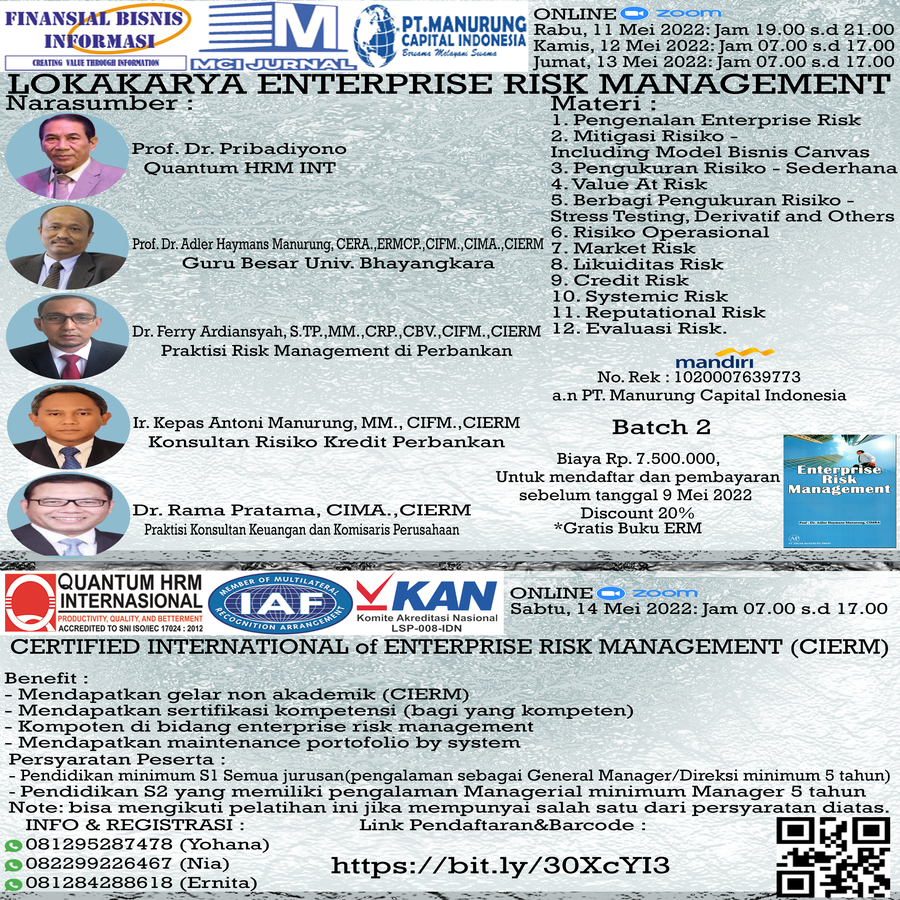 FINANSIAL BISNIS
INFORMASI
CREATING VALUE THROUGH INFORMATION
EM
MCI JURNAL
PT.MANURUNG
CAPITAL INDONESIA
Bersama Melayani Semua
ONLINE zoom
Rabu, 11 Mei 2022: Jam 19.00 s.d 21.00
Kamis, 12 Mei 2022: Jam 07.00 s.d 17.00
Jumat, 13 Mei 2022: Jam 07.00 s.d 17.00
LOKAKARYA ENTERPRISE RISK MANAGEMENT
Narasumber :
Prof. Dr. Pribadiyono
Quantum HRM INT
Prof. Dr. Adler Haymans Manurung, CERA.,ERMCP.,CIFM.,CIMA.,CIERM
Guru Besar Univ. Bhayangkara
Dr. Ferry Ardiansyah, S.TP.,MM.,CRP.,CBV.,CIFM.,CIERM
Praktisi Risk Management di Perbankan
Ir. Kepas Antoni Manurung, MM., CIFM.,CIERM
Konsultan Risiko Kredit Perbankan
Dr. Rama Pratama, CIMA.,CIERM
Praktisi Konsultan Keuangan dan Komisaris Perusahaan
Materi :
1. Pengenalan Enterprise Risk
2. Mitigasi Risiko -
Including Model Bisnis Canvas
3. Pengukuran Risiko - Sederhana
4. Value At Risk
5. Berbagi Pengukuran Risiko -
Stress Testing, Derivatif and Others
6. Risiko Operasional
7. Market Risk
8. Likuiditas Risk
9. Credit Risk
10. Systemic Risk
11. Reputational Risk
12. Evaluasi Risk.
mandiri
No. Rek : 1020007639773
a.n PT. Manurung Capital Indonesia
Batch 2
Biaya Rp. 7.500.000,
Untuk mendaftar dan pembayaran
sebelum tanggal 9 Mei 2022
Discount 20%
*Gratis Buku ERM
Enterprise
Risk
Management
Prof. Dr. Adler Haymans Manurung, CIMBA
QUANTUM HRM
INTERNASIONAL
PRODUCTIVITY, QUALITY, AND BETTERMENT
ACCREDITED TO SNI ISO/IEC 17024 : 2012
MEMBER OF MULTILATERAL
IAF
RECOGNITION ARRANGEMENT
KAN
Komite Akreditasi Nasional
LSP-008-IDN
ONLINE zoom
Sabtu, 14 Mei 2022: Jam 07.00 s.d 17.00
CERTIFIED INTERNATIONAL of ENTERPRISE RISK MANAGEMENT (CIERM)
Benefit :
- Mendapatkan gelar non akademik (CIERM)
- Mendapatkan sertifikasi kompetensi (bagi yang kompeten)
- Kompoten di bidang enterprise risk management
- Mendapatkan maintenance portofolio by system
Persyaratan Peserta :
- Pendidikan minimum S1 Semua jurusan(pengalaman sebagai General Manager/Direksi minimum 5 tahun)
- Pendidikan S2 yang memiliki pengalaman Managerial minimum Manager 5 tahun
Note: bisa mengikuti pelatihan ini jika mempunyai salah satu dari persyaratan diatas.
INFO & REGISTRASI :
081295287478 (Yohana)
082299226467 (Nia)
081284288618 (Ernita)
Link Pendaftaran&Barcode :
https://bit.ly/30XcYI3